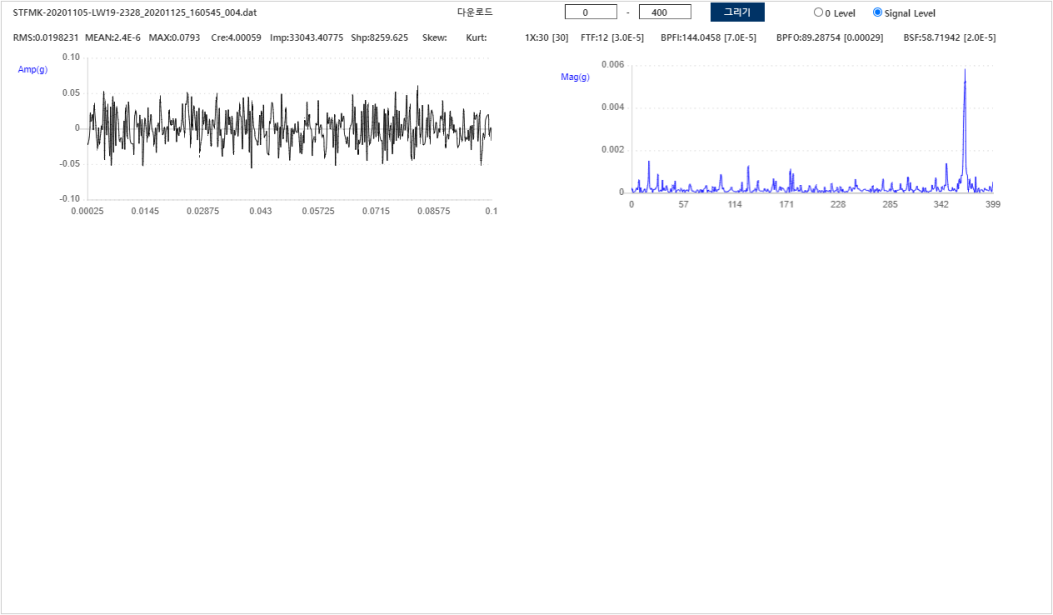 STFMK-20201105-LW19-2328_20201125_160545_004.dat 다운로드 0 - 400 그리기 0 Level Signal Level
RMS:0.0198231 MEAN:2.4E-6 MAX:0.0793 Cre:4.00059 Imp:33043.40775 Shp:8259.625 Skew: Kurt: 1X:30 [30] FTF:12 [3.0E-5] BPFI:144.0458 [7.0E-5] BPFO:89.28754 [0.00029] BSF:58.71942 [2.0E-5]
Amp(g)
0.10
0.05
0
-0.05
-0.10
0.00025 0.0145 0.02875 0.043 0.05725 0.0715 0.08575 0.1
Mag(g)
0.006
0.004
0.002
0
0 57 114 171 228 285 342 399